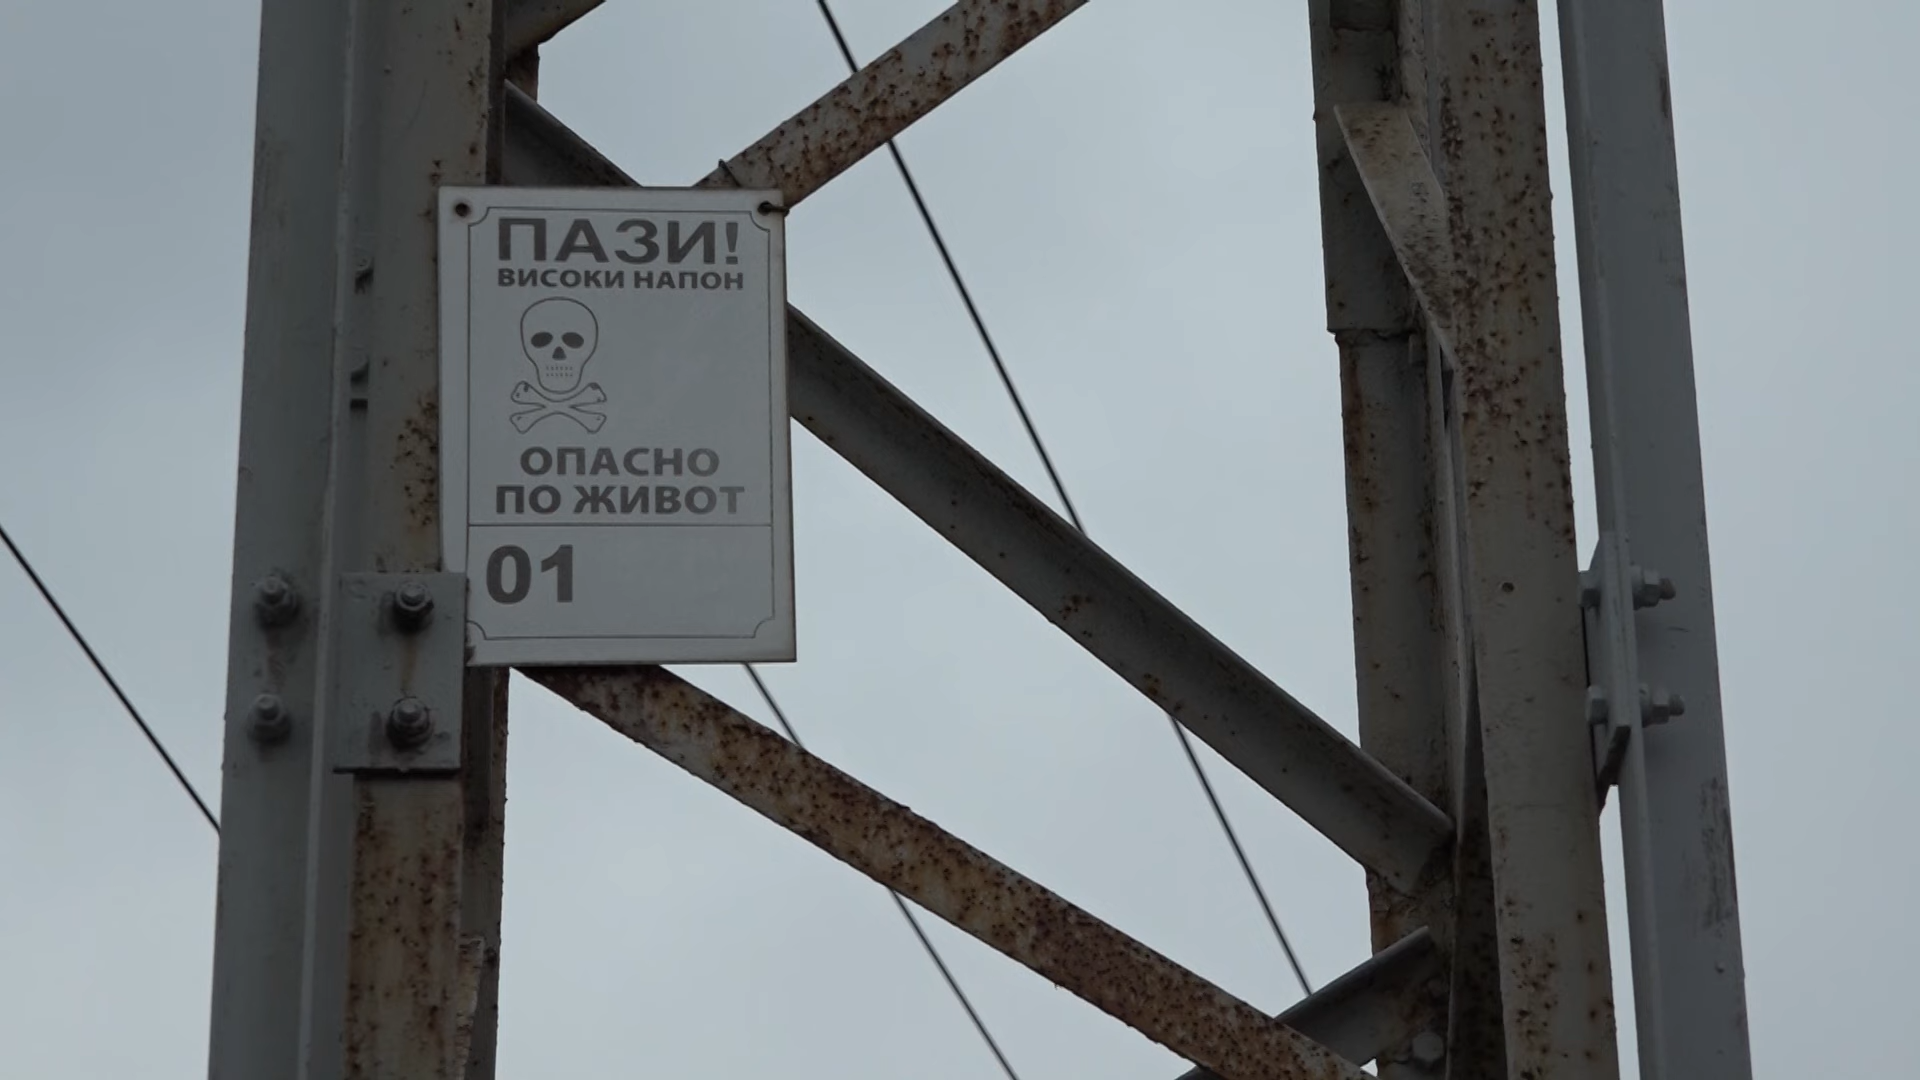 ПАЗИ!
ВИСОКИ НАПОН
ОПАСНО
ПО ЖИВОТ
01